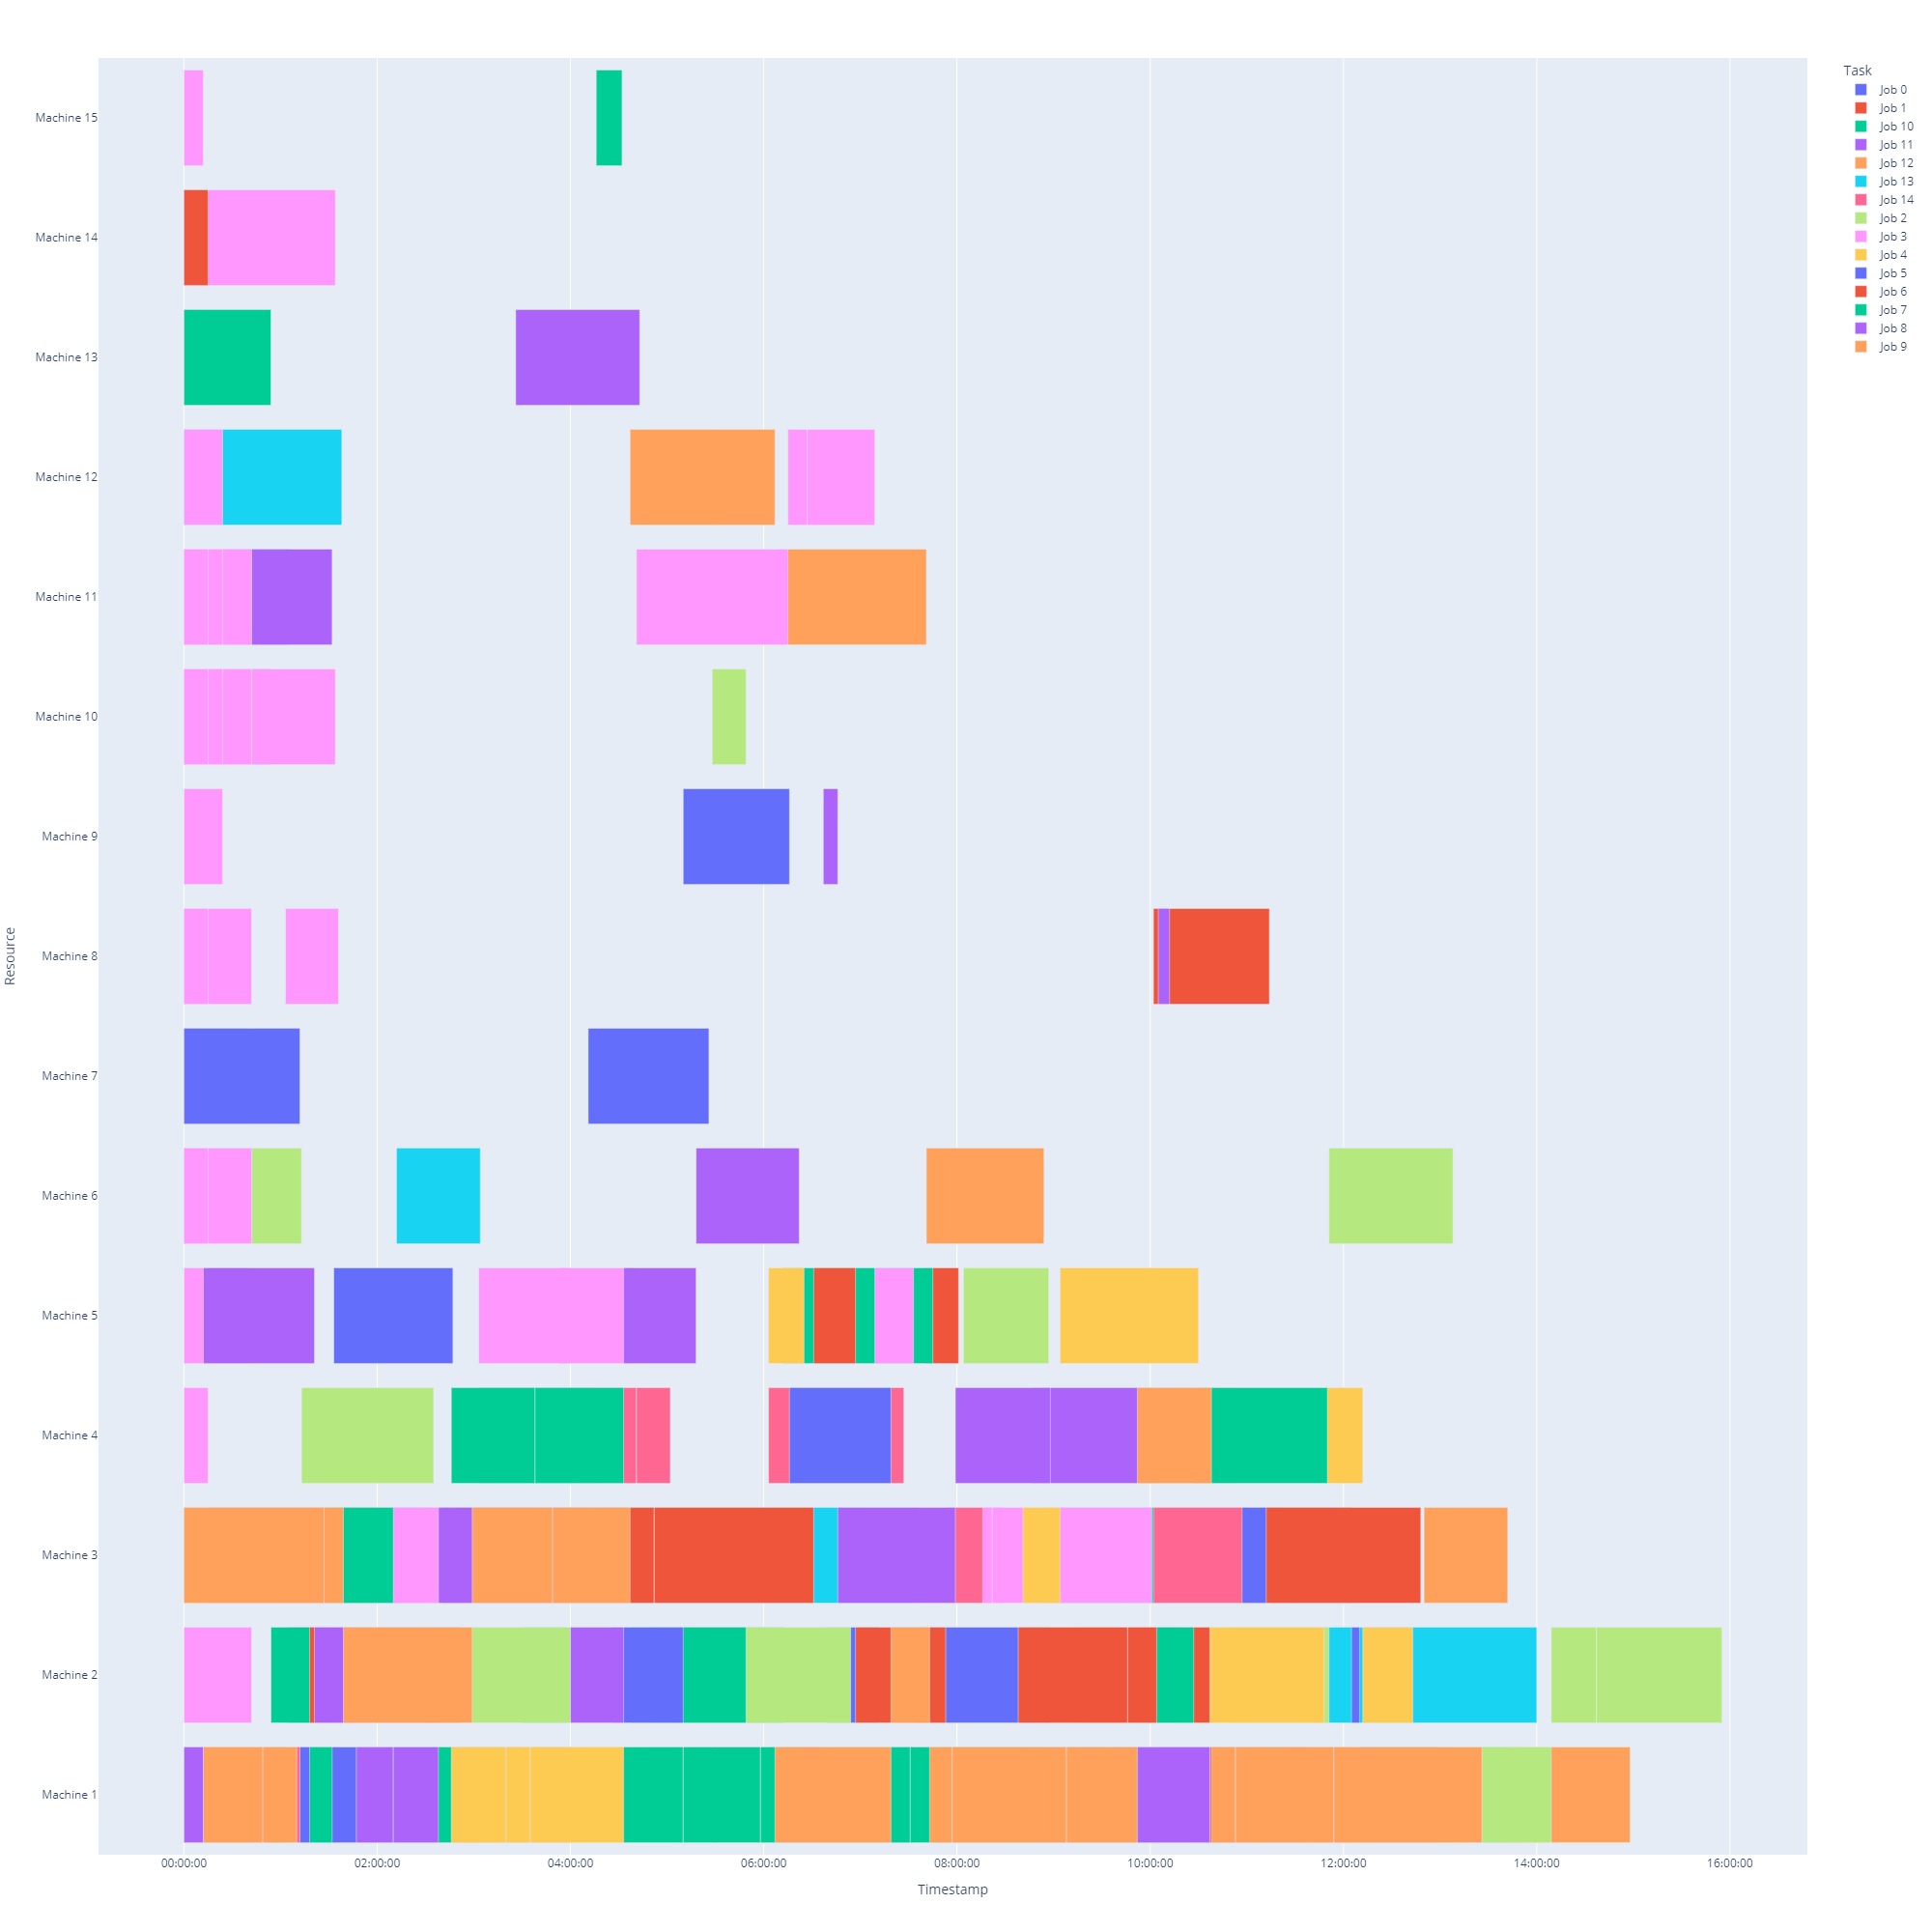 Task
Job 0
Job 1
Job 10
Job 11
Job 12
Job 13
Job 14
Job 2
Job 3
Job 4
Job 5
Job 6
Job 7
Job 8
Job 9
Resource
Machine 15
Machine 14
Machine 13
Machine 12
Machine 11
Machine 10
Machine 9
Machine 8
Machine 7
Machine 6
Machine 5
Machine 4
Machine 3
Machine 2
Machine 1
00:00:00 02:00:00 04:00:00 06:00:00 08:00:00 10:00:00 12:00:00 14:00:00 16:00:00
Timestamp